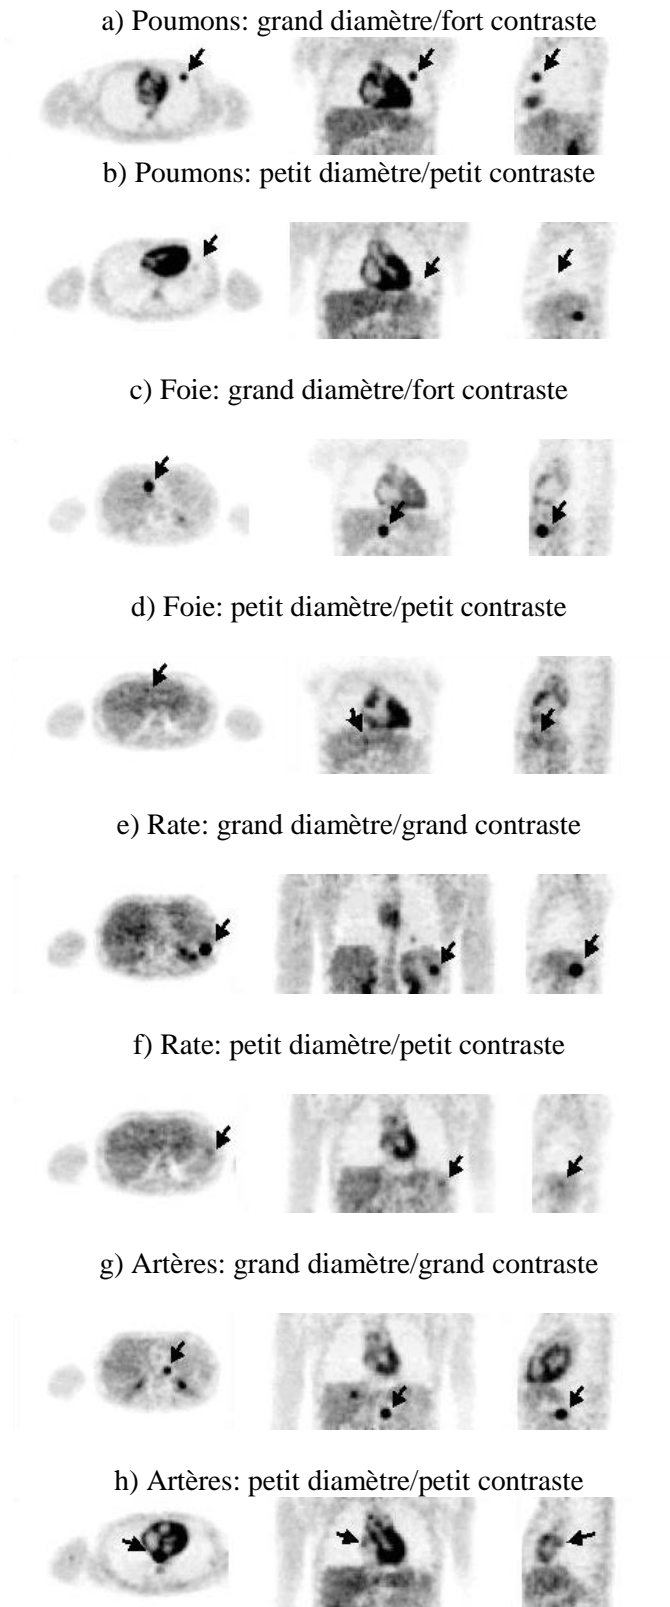 a) Poumons: grand diamètre/fort contraste
b) Poumons: petit diamètre/petit contraste
c) Foie: grand diamètre/fort contraste
d) Foie: petit diamètre/petit contraste
e) Rate: grand diamètre/grand contraste
f) Rate: petit diamètre/petit contraste
g) Artères: grand diamètre/grand contraste
h) Artères: petit diamètre/petit contraste